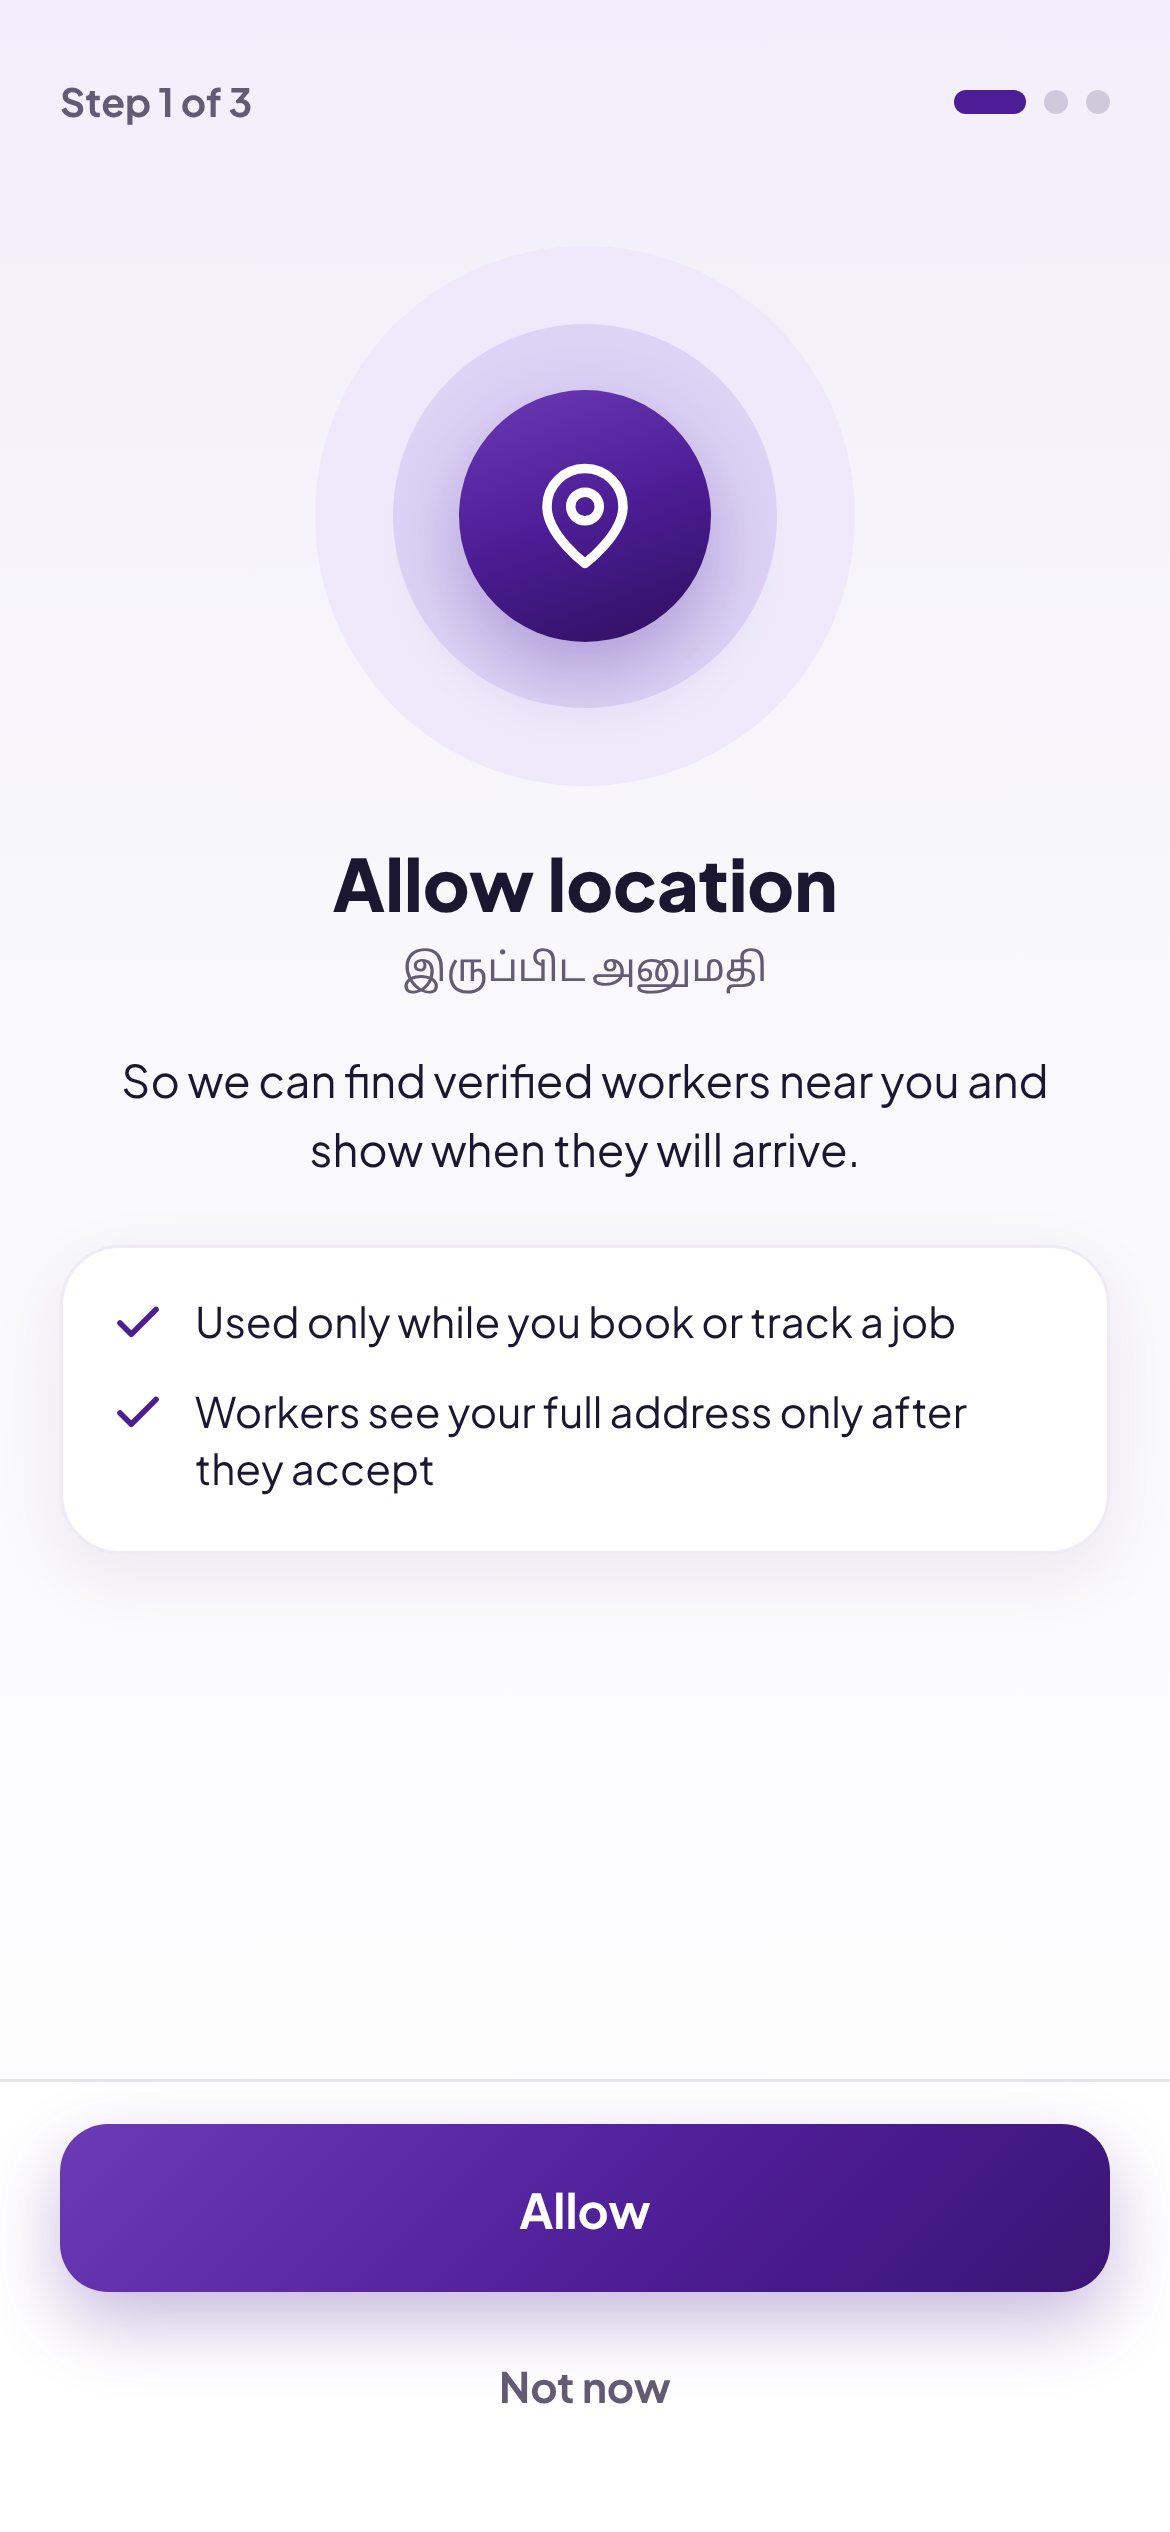 Step 1 of 3
Allow location
இருப்பிட அனுமதி
So we can find verified workers near you and
show when they will arrive.
Used only while you book or track a job
Workers see your full address only after
they accept
Allow
Not now